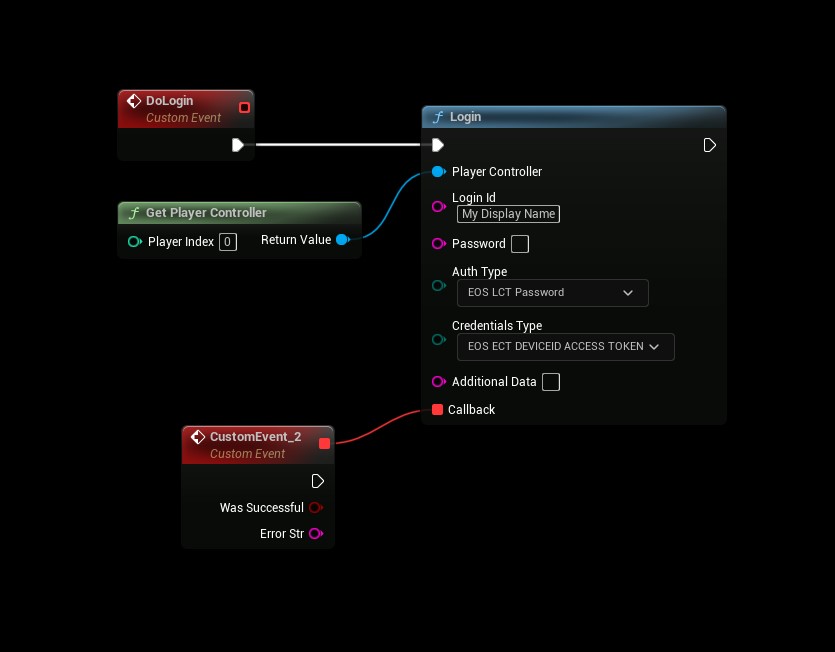 DoLogin
Custom Event
Login
Player Controller
Login Id
My Display Name
Get Player Controller
Player Index 0 Return Value
Password
Auth Type
EOS LCT Password
Credentials Type
EOS ECT DEVICEID ACCESS TOKEN
Additional Data
Callback
CustomEvent_2
Custom Event
Was Successful
Error Str